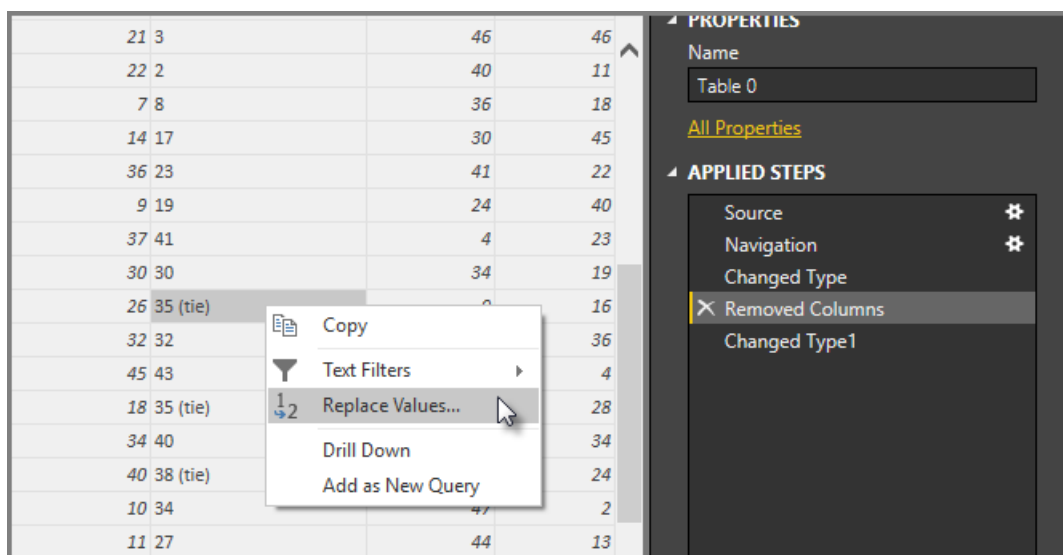 21 3 46 46
22 2 40 11
7 8 36 18
14 17 30 45
36 23 41 22
9 19 24 40
37 41 4 23
30 30 34 19
26 35 (tie) 16
32 32 36
45 43 4
18 35 (tie) 28
34 40 34
40 38 (tie) 24
10 34 47 2
11 27 44 13
Copy
Text Filters
1 2 Replace Values...
Drill Down
Add as New Query
PROPERTIES
Name
Table 0
All Properties
APPLIED STEPS
Source
Navigation
Changed Type
Removed Columns
Changed Type1